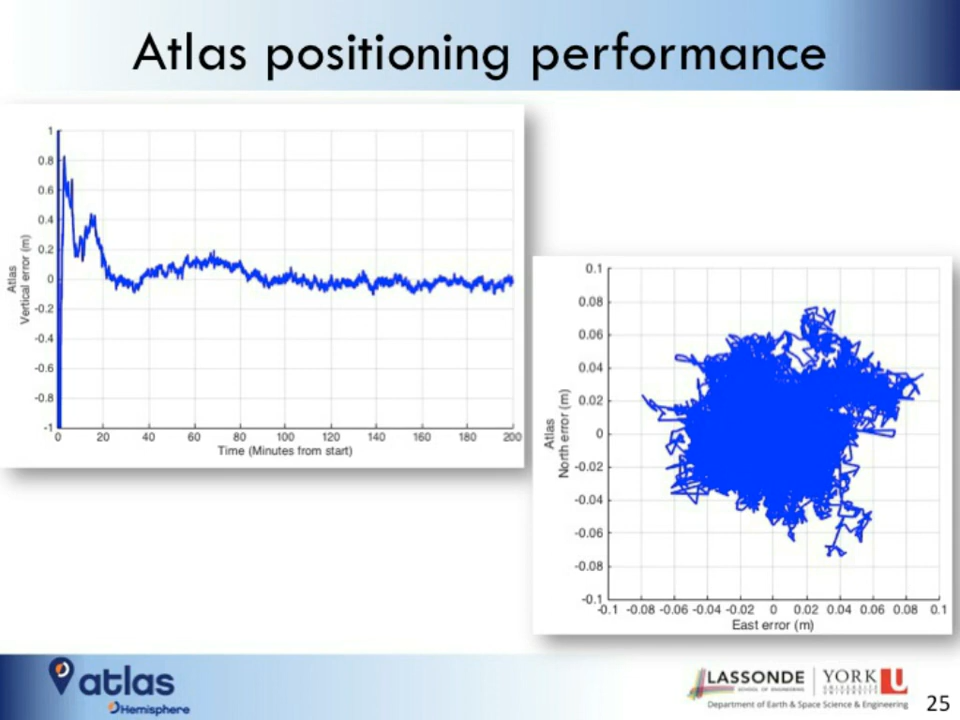 Atlas positioning performance
1
0.8
0.6
0.4
0.2
0
-0.2
-0.4
-0.6
-0.8
-1
Atlas
Vertical error (m)
0 20 40 60 80 100 120 140 160 180 200
Time (Minutes from start)
0.1
0.08
0.06
0.04
0.02
0
-0.02
-0.04
-0.06
-0.08
-0.1
Atlas
North error (m)
-0.1 -0.08 -0.06 -0.04 -0.02 0 0.02 0.04 0.06 0.08 0.1
East error (m)
atlas
Hemisphere
LASSONDE
SCHOOL OF ENGINEERING
YORK U
UNIVERSITÉ
UNIVERSITY
Department of Earth & Space Science & Engineering
25